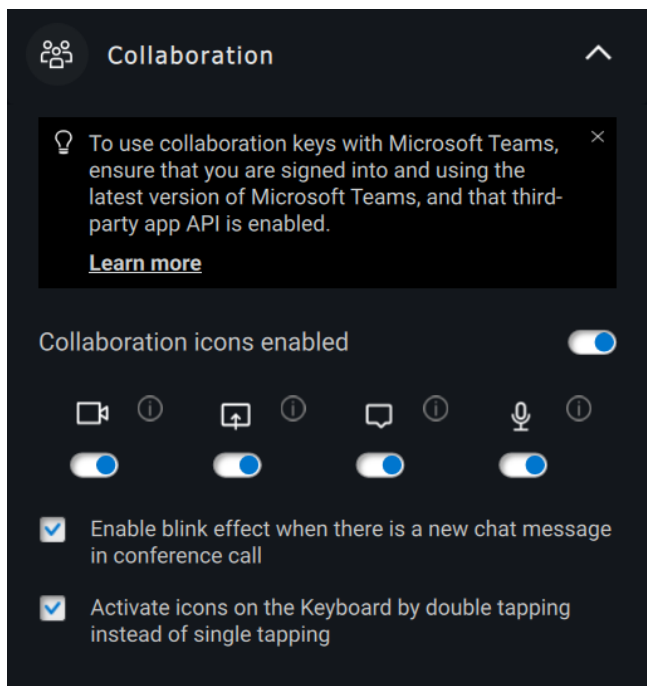 Collaboration
To use collaboration keys with Microsoft Teams,
ensure that you are signed into and using the
latest version of Microsoft Teams, and that third-
party app API is enabled.
Learn more
Collaboration icons enabled
Enable blink effect when there is a new chat message
in conference call
Activate icons on the Keyboard by double tapping
instead of single tapping